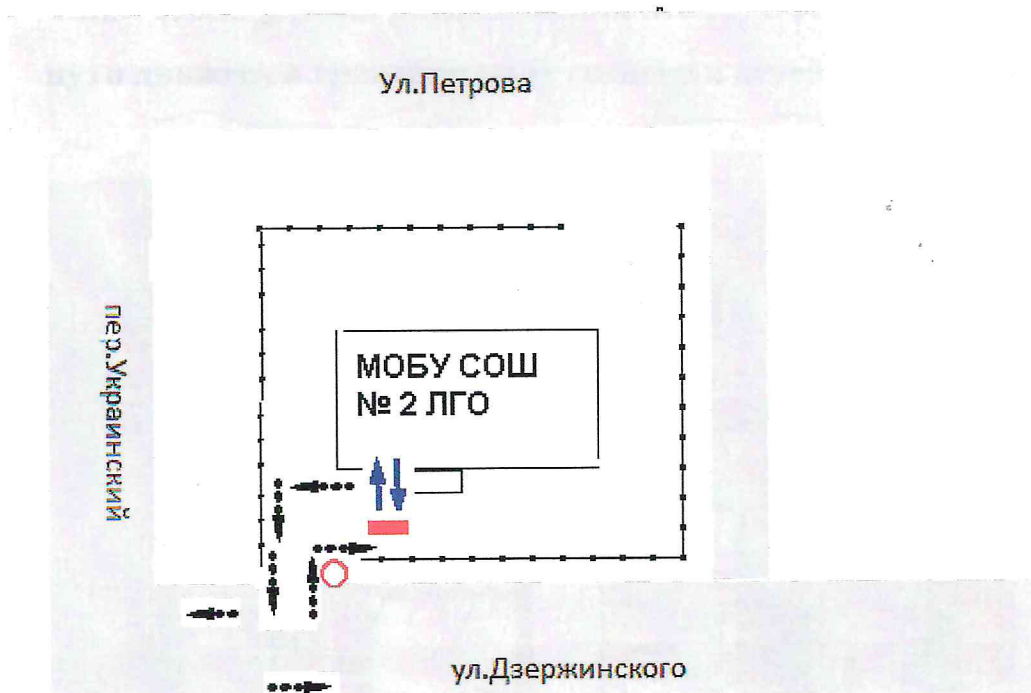 Ул.Петрова
пер.Украинский
МОБУ СОШ
№ 2 ЛГО
ул.Дзержинского